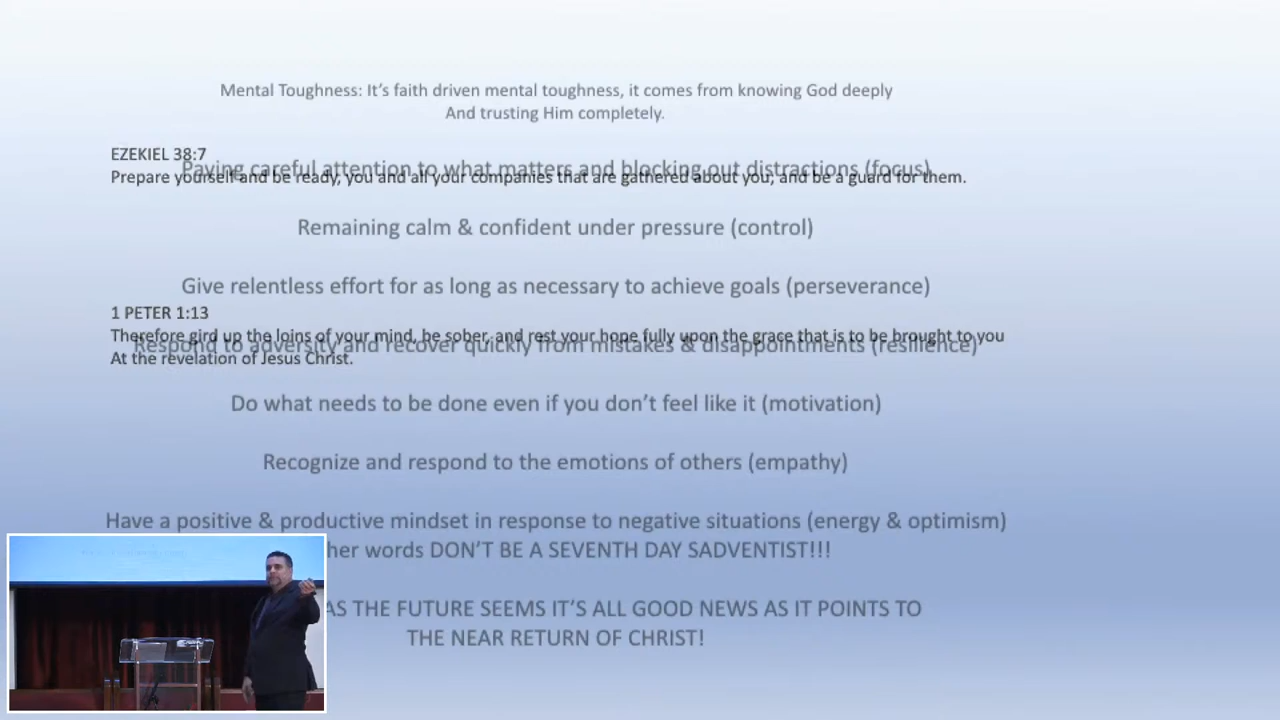 Mental Toughness: It's faith driven mental toughness, it comes from knowing God deeply
And trusting Him completely.
EZEKIEL 38:7
Paying careful attention to what matters and blocking out distractions (focus)
Prepare yourself and be ready, you and all your companies that are gathered about you; and be a guard for them.
Remaining calm & confident under pressure (control)
Give relentless effort for as long as necessary to achieve goals (perseverance)
1 PETER 1:13
Therefore gird up the loins of your mind, be sober, and rest your hope fully upon the grace that is to be brought to you
Respond to adversity and recover quickly from mistakes & disappointments (resilience)
At the revelation of Jesus Christ.
Do what needs to be done even if you don't feel like it (motivation)
Recognize and respond to the emotions of others (empathy)
Have a positive & productive mindset in response to negative situations (energy & optimism)
her words DON'T BE A SEVENTH DAY SADVENTIST!!!
AS THE FUTURE SEEMS IT'S ALL GOOD NEWS AS IT POINTS TO
THE NEAR RETURN OF CHRIST!